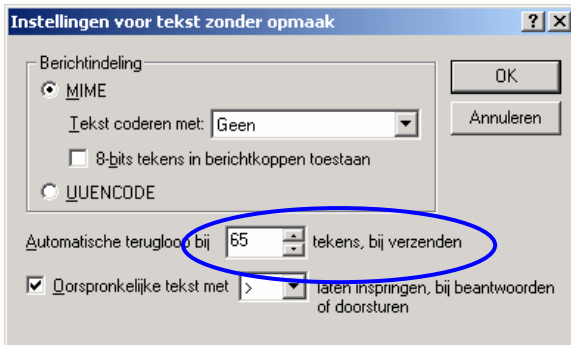 Instellingen voor tekst zonder opmaak
Berichtindeling
MIME
Tekst coderen met: Geen
8-bits tekens in berichtkoppen toestaan
UUENCODE
OK
Annuleren
Automatische terugloop bij 65 tekens, bij verzenden
Oorspronkelijke tekst met > laten inspringen, bij beantwoorden
of doorsturen